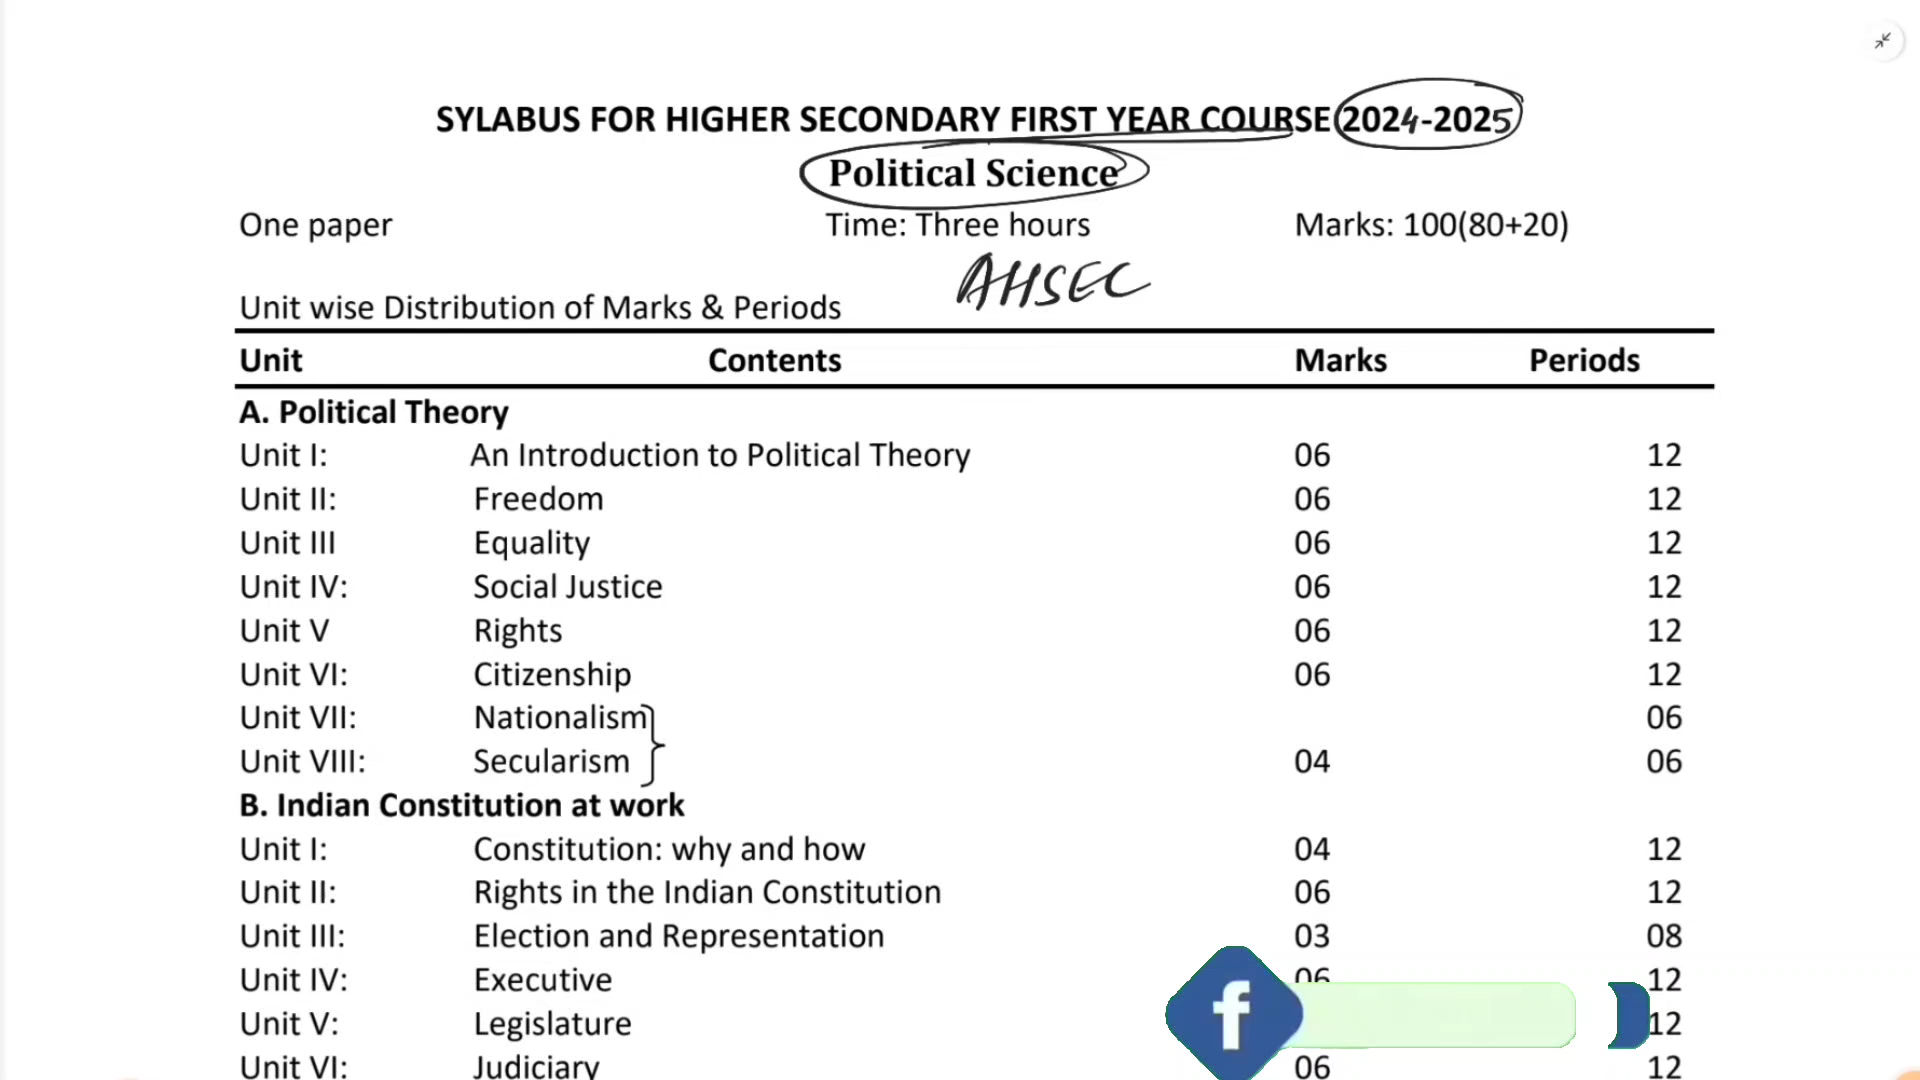 SYLABUS FOR HIGHER SECONDARY FIRST YEAR COURSE 2024-2025
Political Science
One paper Time: Three hours Marks: 100(80+20)
AHSEC
Unit wise Distribution of Marks & Periods
Unit Contents Marks Periods
A. Political Theory
Unit I: An Introduction to Political Theory 06 12
Unit II: Freedom 06 12
Unit III Equality 06 12
Unit IV: Social Justice 06 12
Unit V Rights 06 12
Unit VI: Citizenship 06 12
Unit VII: Nationalism 06
Unit VIII: Secularism 04 06
B. Indian Constitution at work
Unit I: Constitution: why and how 04 12
Unit II: Rights in the Indian Constitution 06 12
Unit III: Election and Representation 03 08
Unit IV: Executive 06 12
Unit V: Legislature 12
Unit VI: Judiciary 06 12
f